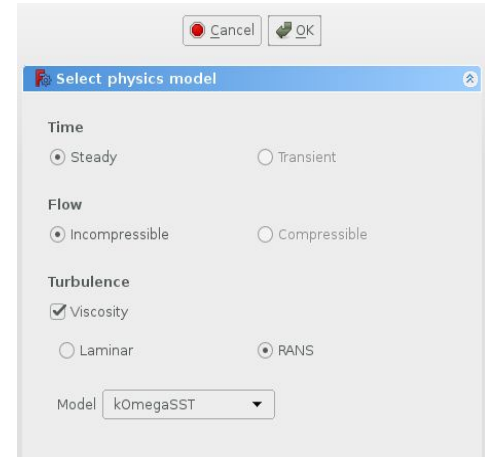 Cancel OK
Select physics model
Time
Steady Transient
Flow
Incompressible Compressible
Turbulence
Viscosity
Laminar RANS
Model kOmegaSST